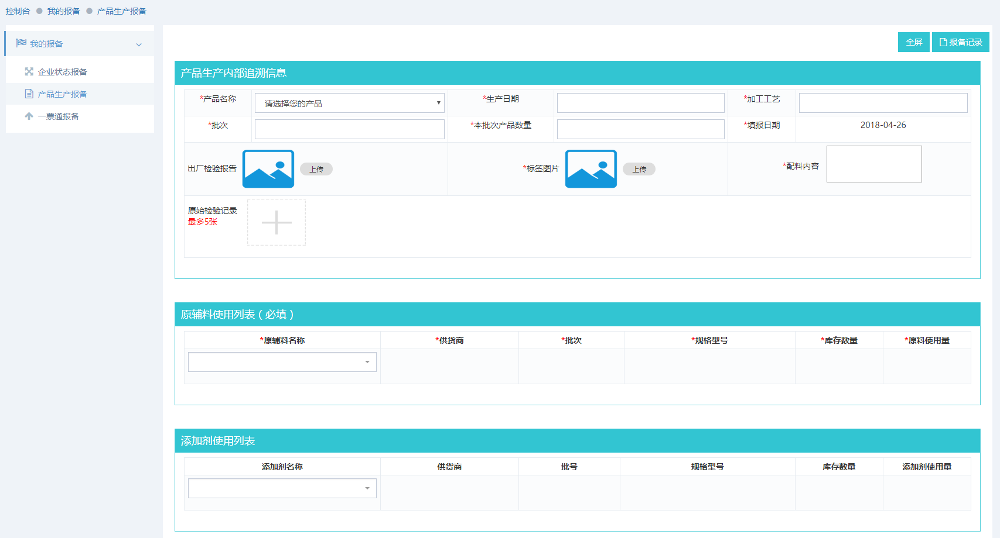 控制台 我的报备 产品生产报备
我的报备
企业状态报备
产品生产报备
一票通报备
全屏 报备记录
产品生产内部追溯信息
*产品名称 请选择您的产品 *生产日期 *加工工艺
*批次 *本批次产品数量 *填报日期 2018-04-26
出厂检验报告 上传 *标签图片 上传 *配料内容
原始检验记录
最多5张
原辅料使用列表（必填）
*原辅料名称 *供货商 *批次 *规格型号 *库存数量 *原料使用量
添加剂使用列表
添加剂名称 供货商 批号 规格型号 库存数量 添加剂使用量